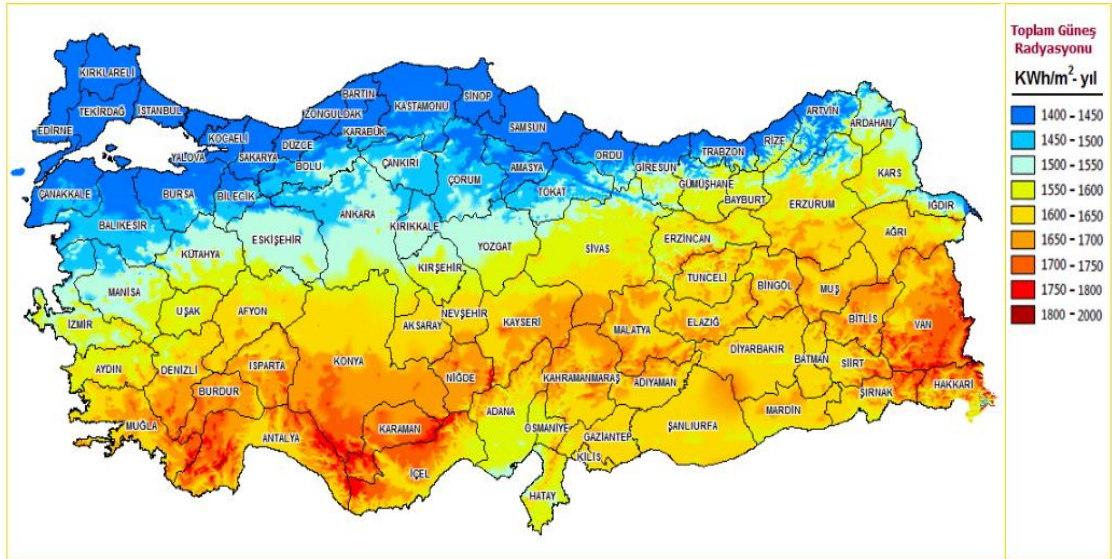 Toplam Güneş
Radyasyonu
KWh/m²- yıl
1400 - 1450
1450 - 1500
1500 - 1550
1550 - 1600
1600 - 1650
1650 - 1700
1700 - 1750
1750 - 1800
1800 - 2000
KIRKLARELİ
TEKİRDAĞ
İSTANBUL
EDİRNE
KOCAELİ
YALOVA
SAKARYA
DÜZCE
ZONGULDAK
BARTIN
KARABÜK
KASTAMONU
SİNOP
SAMSUN
ORDU
GİRESUN
TRABZON
RİZE
ARTVİN
ARDAHAN
ÇANAKKALE
BURSA
BİLECİK
BOLU
ÇANKIRI
ÇORUM
AMASYA
TOKAT
GÜMÜŞHANE
BAYBURT
ERZURUM
KARS
IĞDIR
BALIKESİR
KÜTAHYA
ESKİŞEHİR
ANKARA
KIRIKKALE
YOZGAT
SİVAS
ERZİNCAN
AĞRI
MANİSA
UŞAK
AFYON
KIRŞEHİR
NEVŞEHİR
AKSARAY
KAYSERİ
MALATYA
TUNCELİ
ELAZIĞ
BİNGÖL
MUŞ
BİTLİS
VAN
İZMİR
AYDIN
DENİZLİ
ISPARTA
BURDUR
KONYA
NİĞDE
KAHRAMANMARAŞ
ADIYAMAN
DİYARBAKIR
BATMAN
SİİRT
ŞIRNAK
HAKKARİ
MUĞLA
ANTALYA
KARAMAN
İÇEL
ADANA
OSMANİYE
GAZİANTEP
KİLİS
ŞANLIURFA
MARDİN
HATAY